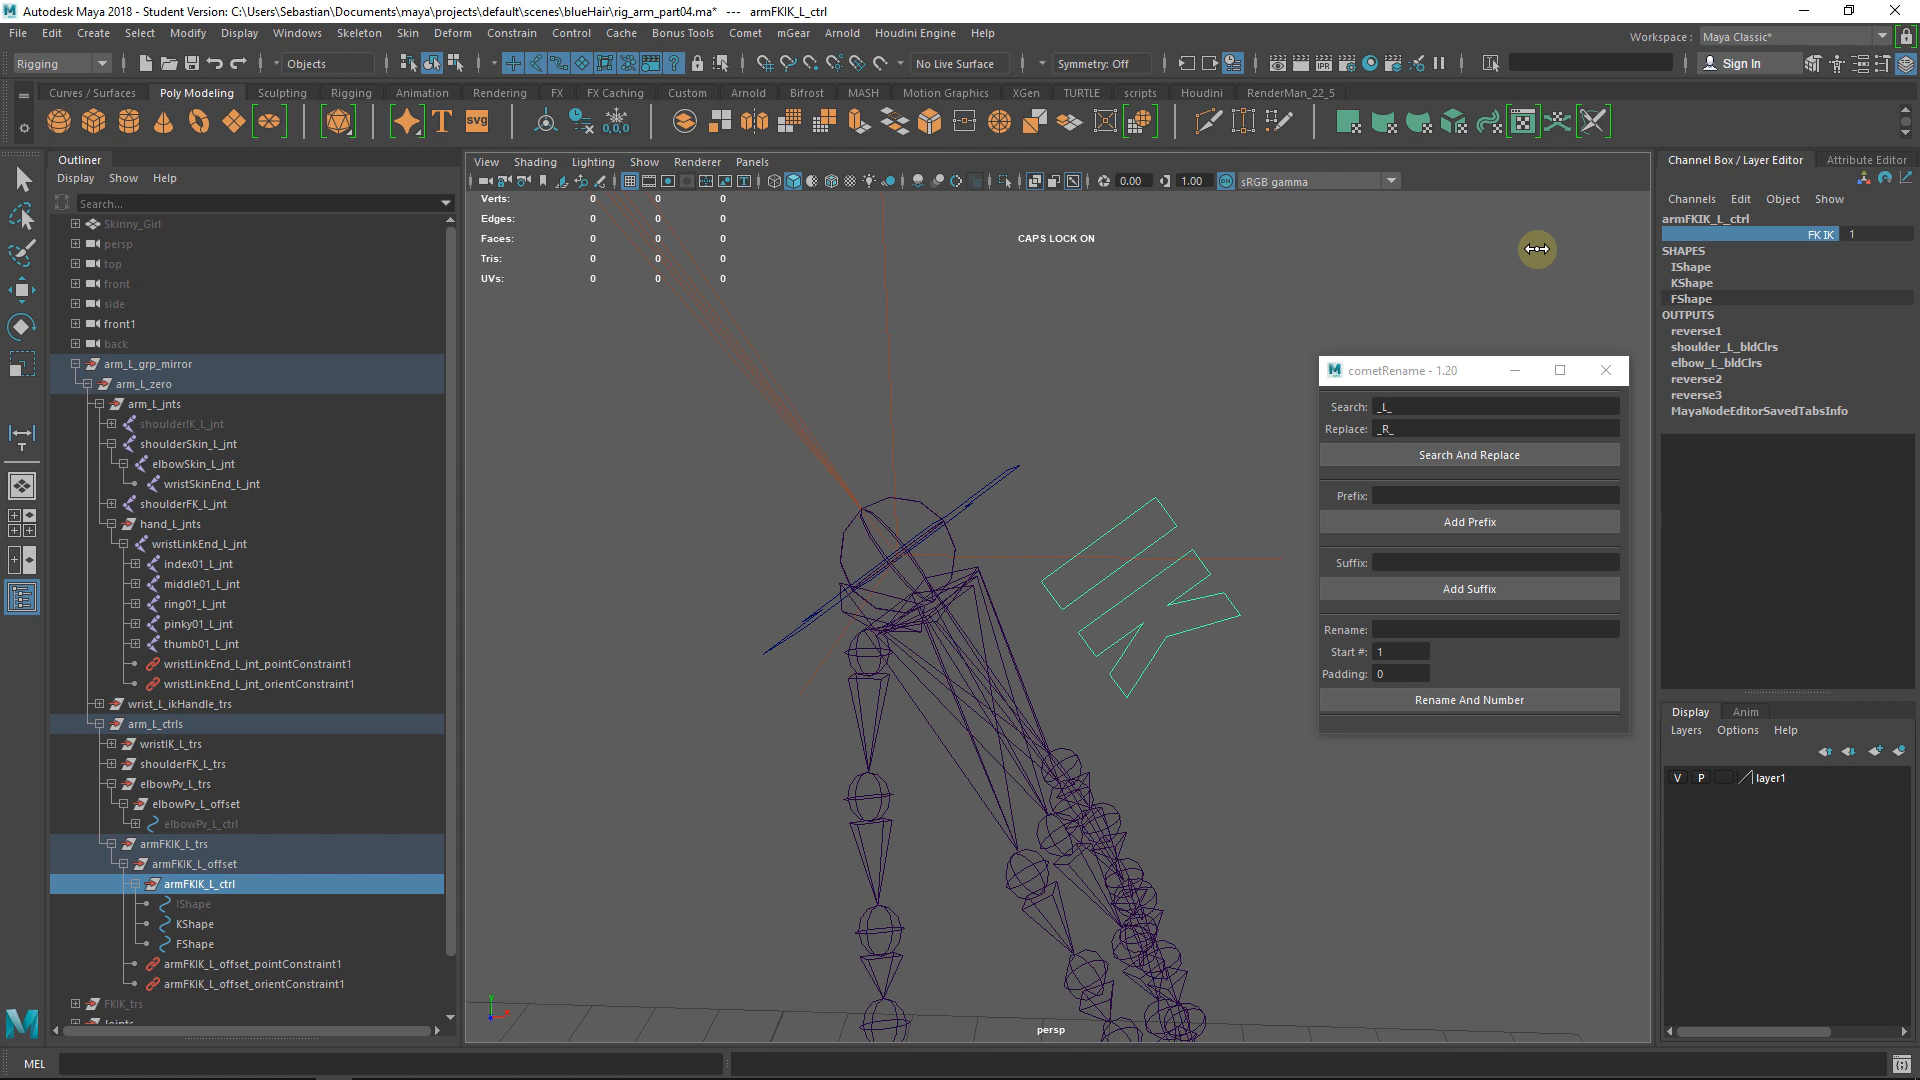 Autodesk Maya 2018 - Student Version: C:\Users\Sebastian\Documents\maya\projects\default\scenes\blueHair\rig_arm_part04.ma* --- armFKIK_L_ctrl
File Edit Create Select Modify Display Windows Skeleton Skin Deform Constrain Control Cache Bonus Tools Comet mGear Arnold Houdini Engine Help
Workspace : Maya Classic*
Rigging Objects No Live Surface Symmetry: Off Sign In
Curves / Surfaces Poly Modeling Sculpting Rigging Animation Rendering FX FX Caching Custom Arnold Bifrost MASH Motion Graphics XGen TURTLE scripts Houdini RenderMan_22_5
T svg 0,0,0
Outliner
Display Show Help
Search...
Skinny_Girl
persp
top
front
side
front1
back
arm_L_grp_mirror
arm_L_zero
arm_L_jnts
shoulderIK_L_jnt
shoulderSkin_L_jnt
elbowSkin_L_jnt
wristSkinEnd_L_jnt
shoulderFK_L_jnt
hand_L_jnts
wristLinkEnd_L_jnt
index01_L_jnt
middle01_L_jnt
ring01_L_jnt
pinky01_L_jnt
thumb01_L_jnt
wristLinkEnd_L_jnt_pointConstraint1
wristLinkEnd_L_jnt_orientConstraint1
wrist_L_ikHandle_trs
arm_L_ctrls
wristIK_L_trs
shoulderFK_L_trs
elbowPv_L_trs
elbowPv_L_offset
elbowPv_L_ctrl
armFKIK_L_trs
armFKIK_L_offset
armFKIK_L_ctrl
IShape
KShape
FShape
armFKIK_L_offset_pointConstraint1
armFKIK_L_offset_orientConstraint1
FKIK_trs
View Shading Lighting Show Renderer Panels
0.00 1.00 sRGB gamma
Verts: 0 0 0
Edges: 0 0 0
Faces: 0 0 0
Tris: 0 0 0
UVs: 0 0 0
CAPS LOCK ON
IK
persp
cometRename - 1.20
Search: _L_
Replace: _R_
Search And Replace
Prefix:
Add Prefix
Suffix:
Add Suffix
Rename:
Start #: 1
Padding: 0
Rename And Number
Channel Box / Layer Editor Attribute Editor
Channels Edit Object Show
armFKIK_L_ctrl
FK IK 1
SHAPES
IShape
KShape
FShape
OUTPUTS
reverse1
shoulder_L_bldClrs
elbow_L_bldClrs
reverse2
reverse3
MayaNodeEditorSavedTabsInfo
Display Anim
Layers Options Help
V P layer1
MEL